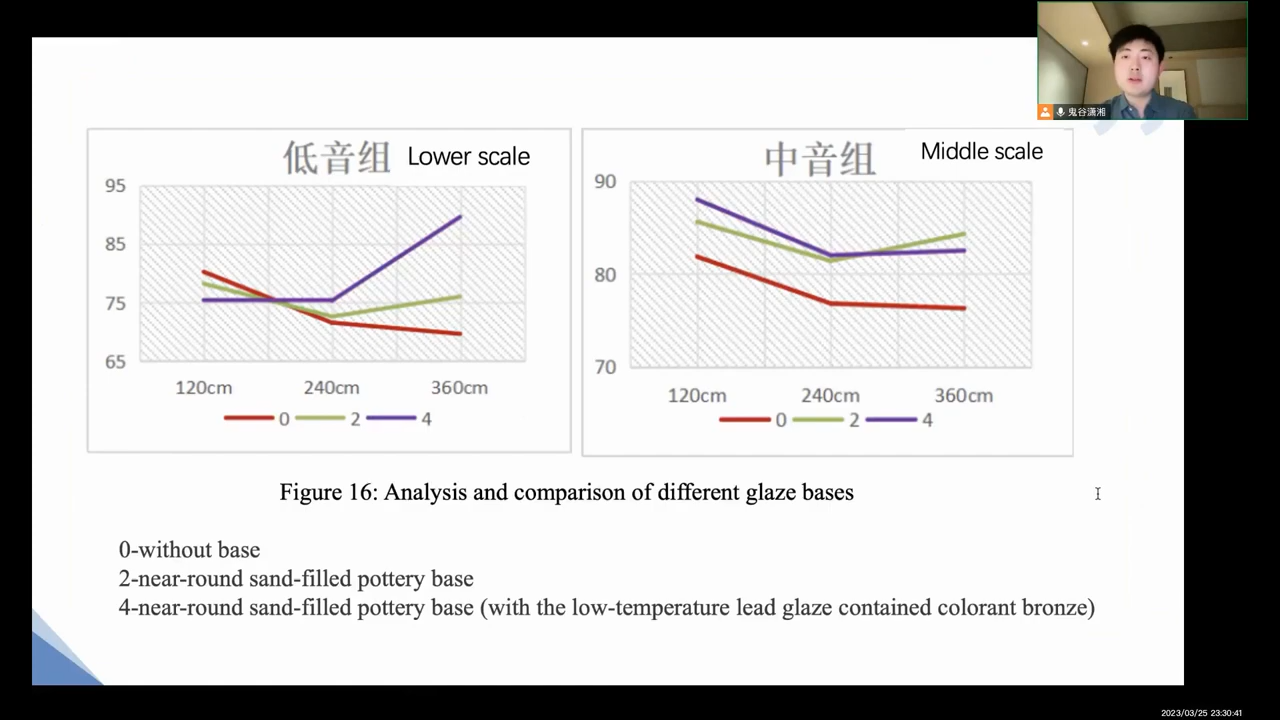 鬼谷潇湘
低音组 Lower scale
95
85
75
65
120cm 240cm 360cm
0 2 4
中音组 Middle scale
90
80
70
120cm 240cm 360cm
0 2 4
Figure 16: Analysis and comparison of different glaze bases
0-without base
2-near-round sand-filled pottery base
4-near-round sand-filled pottery base (with the low-temperature lead glaze contained colorant bronze)
2023/03/25 23:30:41